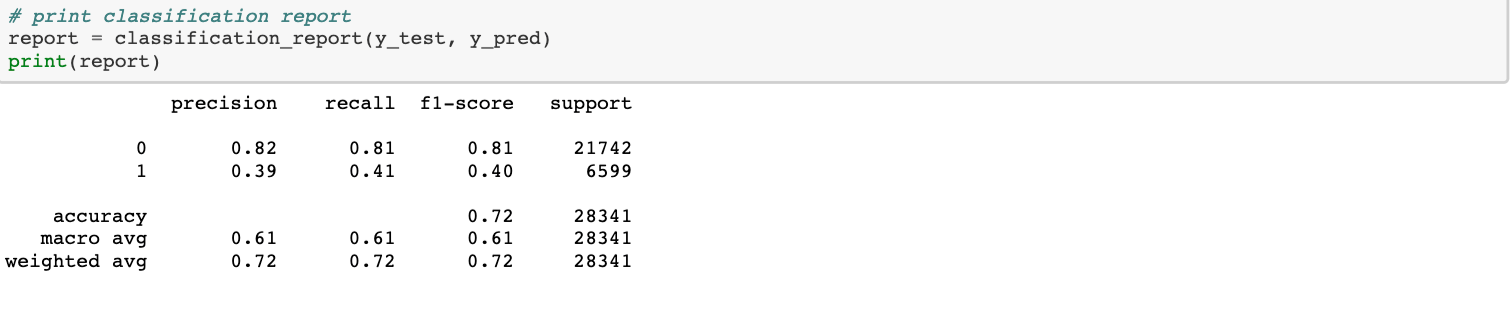 # print classification report
report = classification_report(y_test, y_pred)
print(report)
precision recall f1-score support
0 0.82 0.81 0.81 21742
1 0.39 0.41 0.40 6599
accuracy 0.72 28341
macro avg 0.61 0.61 0.61 28341
weighted avg 0.72 0.72 0.72 28341